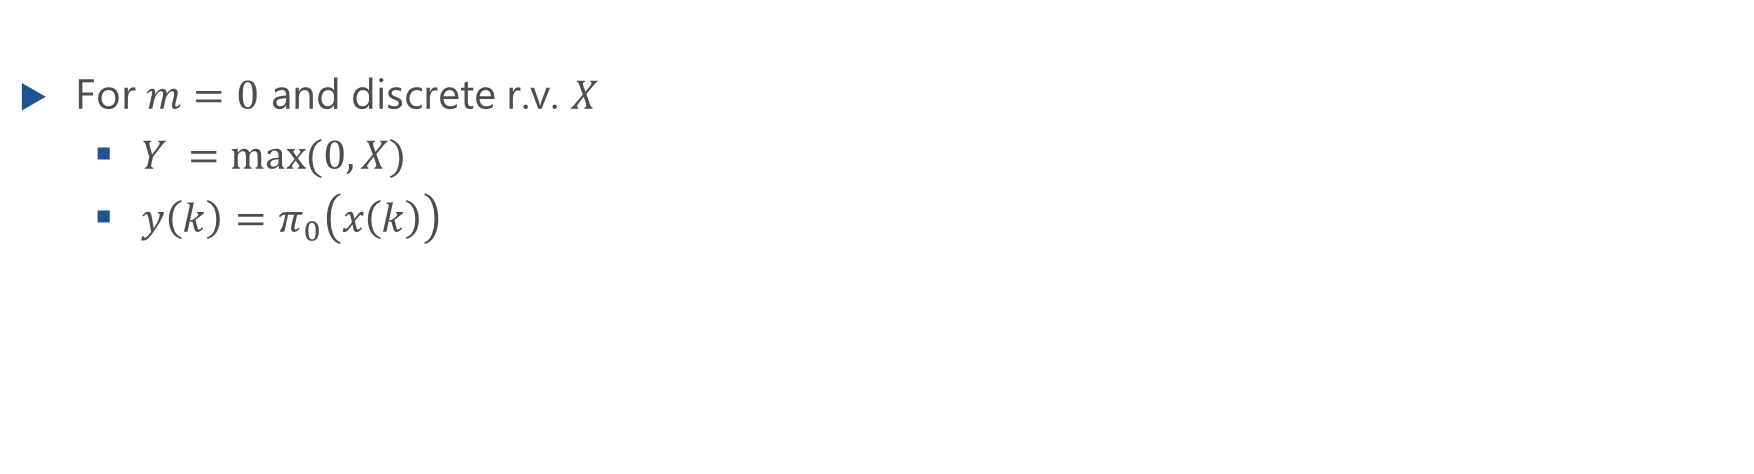 ▶ For 𝑚 = 0 and discrete r.v. 𝑋
▪ 𝑌 = max(0, 𝑋)
▪ 𝑦(𝑘) = 𝜋₀(𝑥(𝑘))